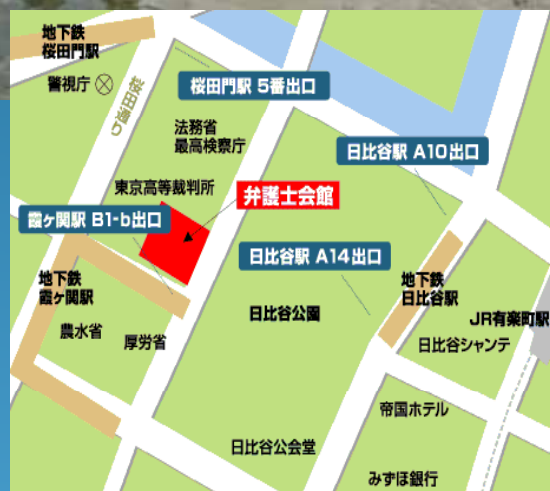 地下鉄
桜田門駅
警視庁
桜田通り
桜田門駅 5番出口
法務省
最高検察庁
日比谷駅 A10出口
東京高等裁判所
弁護士会館
霞ヶ関駅 B1-b出口
日比谷駅 A14出口
地下鉄
霞ヶ関駅
地下鉄
日比谷駅
日比谷公園
JR有楽町駅
農水省
厚労省
日比谷シャンテ
帝国ホテル
日比谷公会堂
みずほ銀行